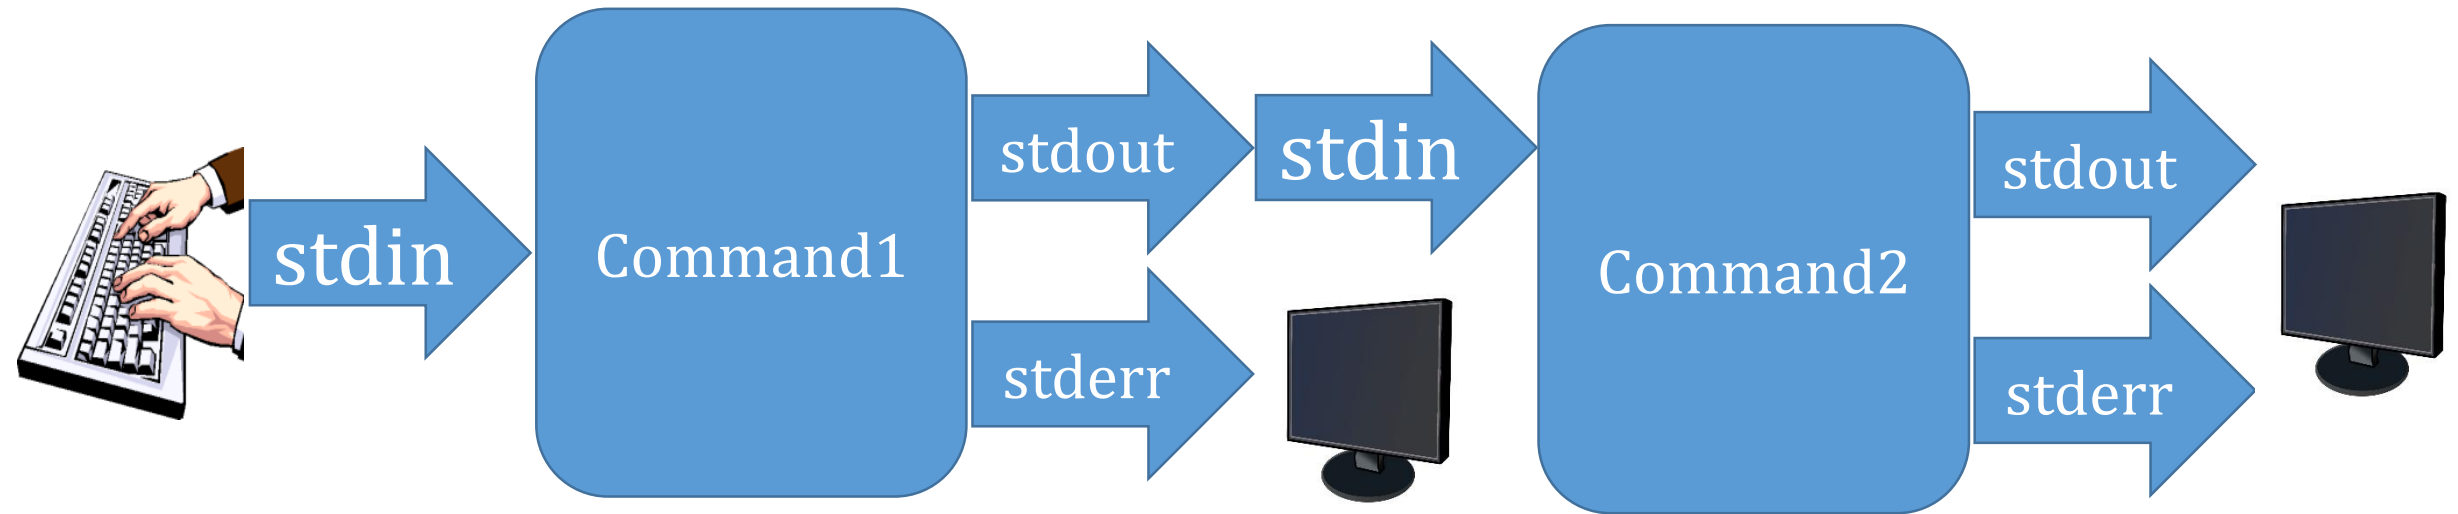 stdin
Command1
stdout
stderr
stdin
Command2
stdout
stderr